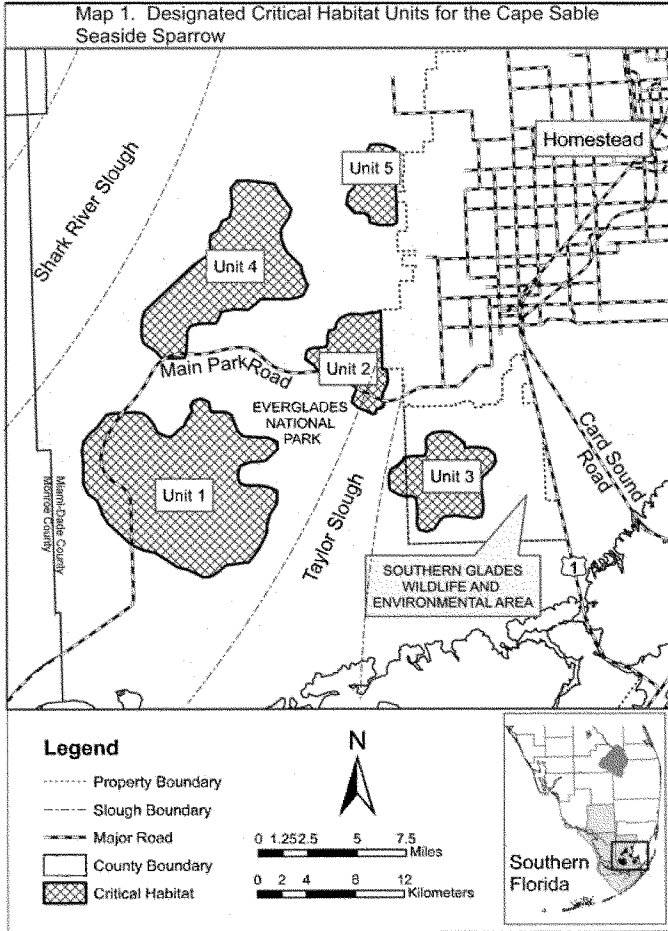 Map 1. Designated Critical Habitat Units for the Cape Sable
Seaside Sparrow
Homestead
Unit 5
Shark River Slough
Unit 4
Main Park Road
Unit 2
EVERGLADES
NATIONAL
PARK
Card Sound
Road
Unit 3
Unit 1
Miami-Dade County
Monroe County
Taylor Slough
1
SOUTHERN GLADES
WILDLIFE AND
ENVIRONMENTAL AREA
Legend
Property Boundary
Slough Boundary
Major Road
County Boundary
Critical Habitat
N
0 1.25 2.5 5 7.5
Miles
0 2 4 8 12
Kilometers
Southern
Florida